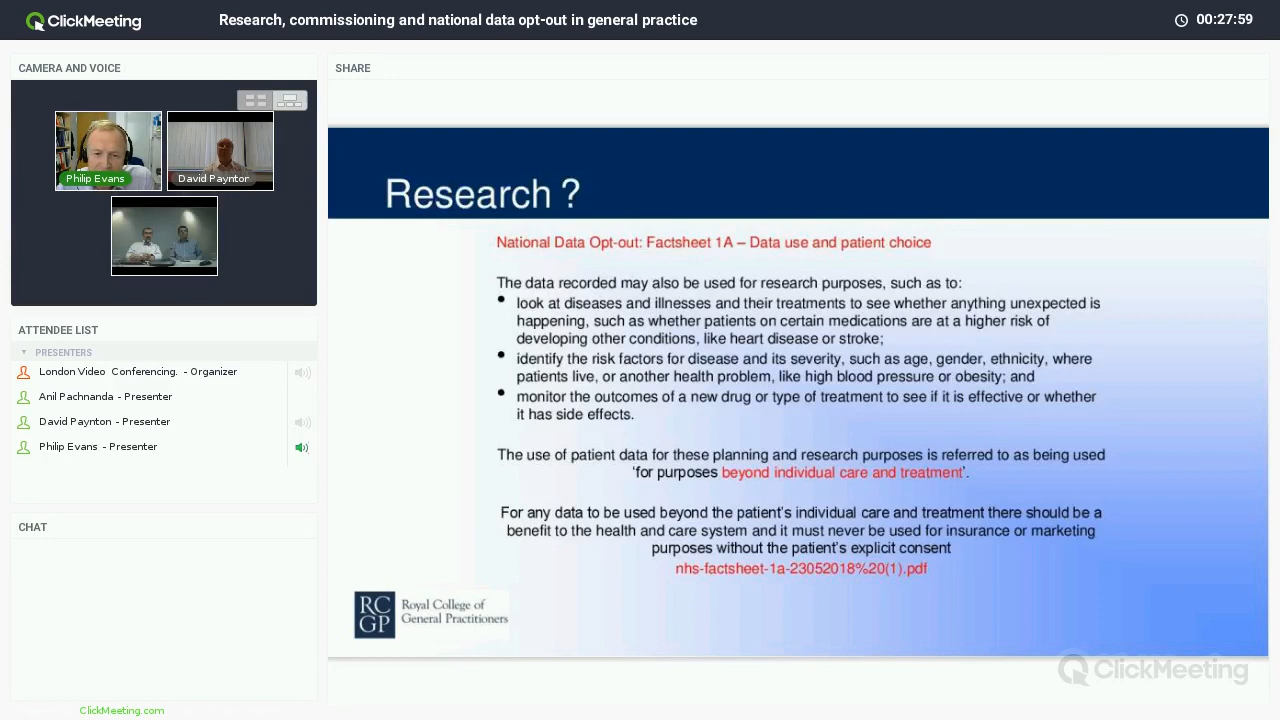 ClickMeeting
Research, commissioning and national data opt-out in general practice
00:27:59
CAMERA AND VOICE
Philip Evans
David Paynton
ATTENDEE LIST
PRESENTERS
London Video Conferencing. - Organizer
Anil Pachnanda - Presenter
David Paynton - Presenter
Philip Evans - Presenter
CHAT
ClickMeeting.com
SHARE
Research ?
National Data Opt-out: Factsheet 1A – Data use and patient choice
The data recorded may also be used for research purposes, such as to:
• look at diseases and illnesses and their treatments to see whether anything unexpected is
happening, such as whether patients on certain medications are at a higher risk of
developing other conditions, like heart disease or stroke;
• identify the risk factors for disease and its severity, such as age, gender, ethnicity, where
patients live, or another health problem, like high blood pressure or obesity; and
• monitor the outcomes of a new drug or type of treatment to see if it is effective or whether
it has side effects.
The use of patient data for these planning and research purposes is referred to as being used
‘for purposes beyond individual care and treatment’.
For any data to be used beyond the patient’s individual care and treatment there should be a
benefit to the health and care system and it must never be used for insurance or marketing
purposes without the patient’s explicit consent
nhs-factsheet-1a-23052018%20(1).pdf
RC
GP
Royal College of
General Practitioners
ClickMeeting